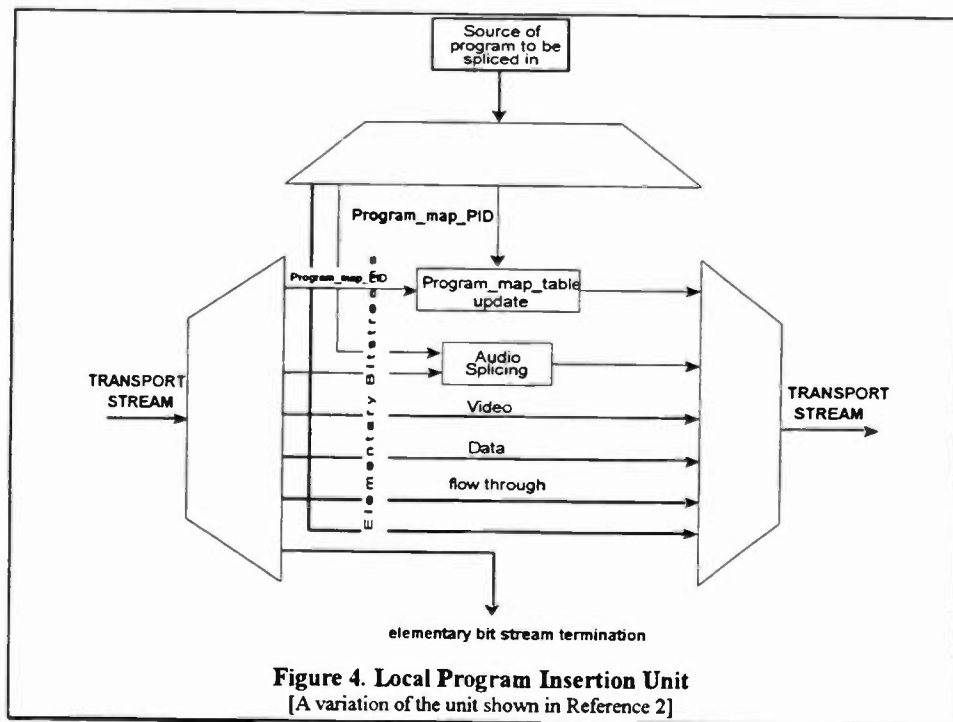 Source of
program to be
spliced in
Program_map_PID
Program_map_PID
Program_map_table
update
Elementary Bitstreams
Audio
Splicing
TRANSPORT
STREAM
Video
Data
flow through
TRANSPORT
STREAM
elementary bit stream termination
Figure 4. Local Program Insertion Unit
[A variation of the unit shown in Reference 2]